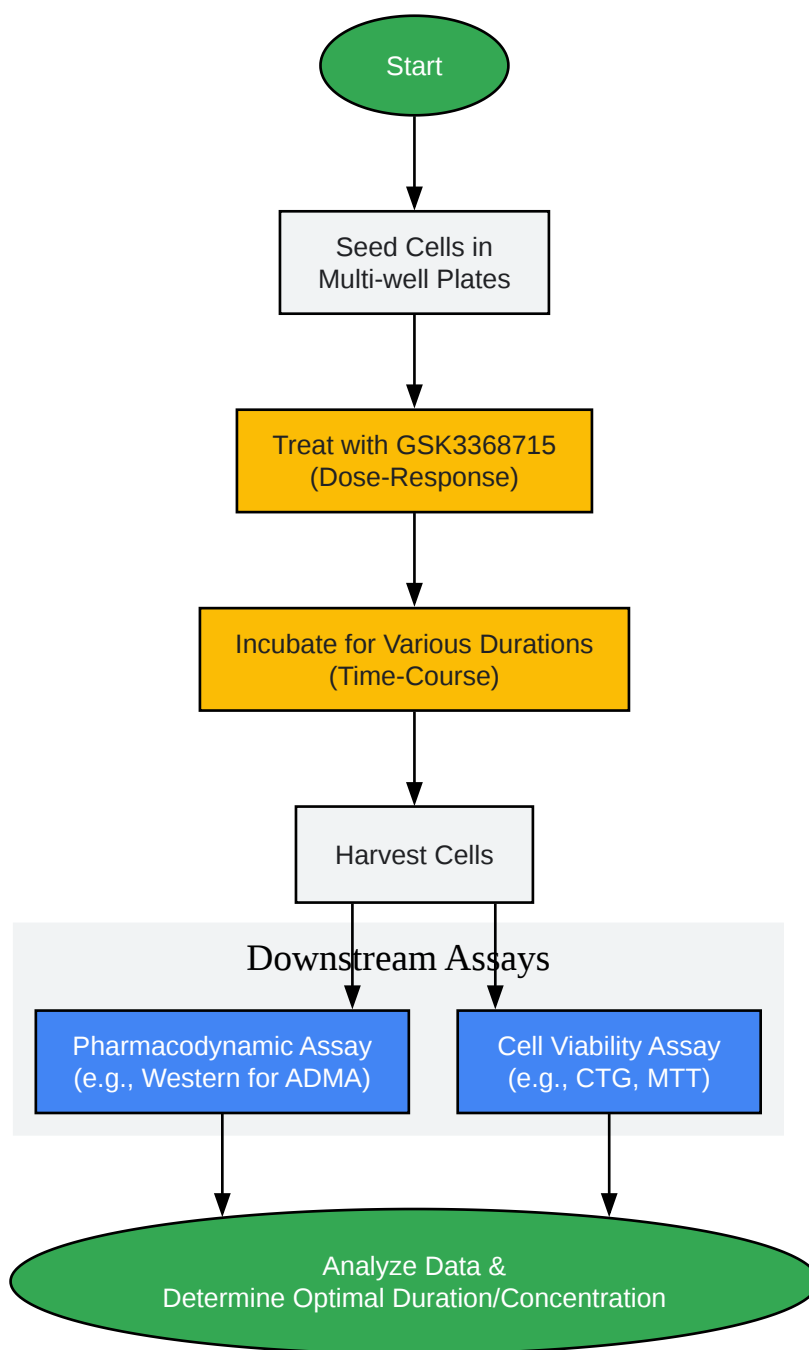 Start
Seed Cells in
Multi-well Plates
Treat with GSK3368715
(Dose-Response)
Incubate for Various Durations
(Time-Course)
Harvest Cells
Downstream Assays
Pharmacodynamic Assay
(e.g., Western for ADMA)
Cell Viability Assay
(e.g., CTG, MTT)
Analyze Data &
Determine Optimal Duration/Concentration